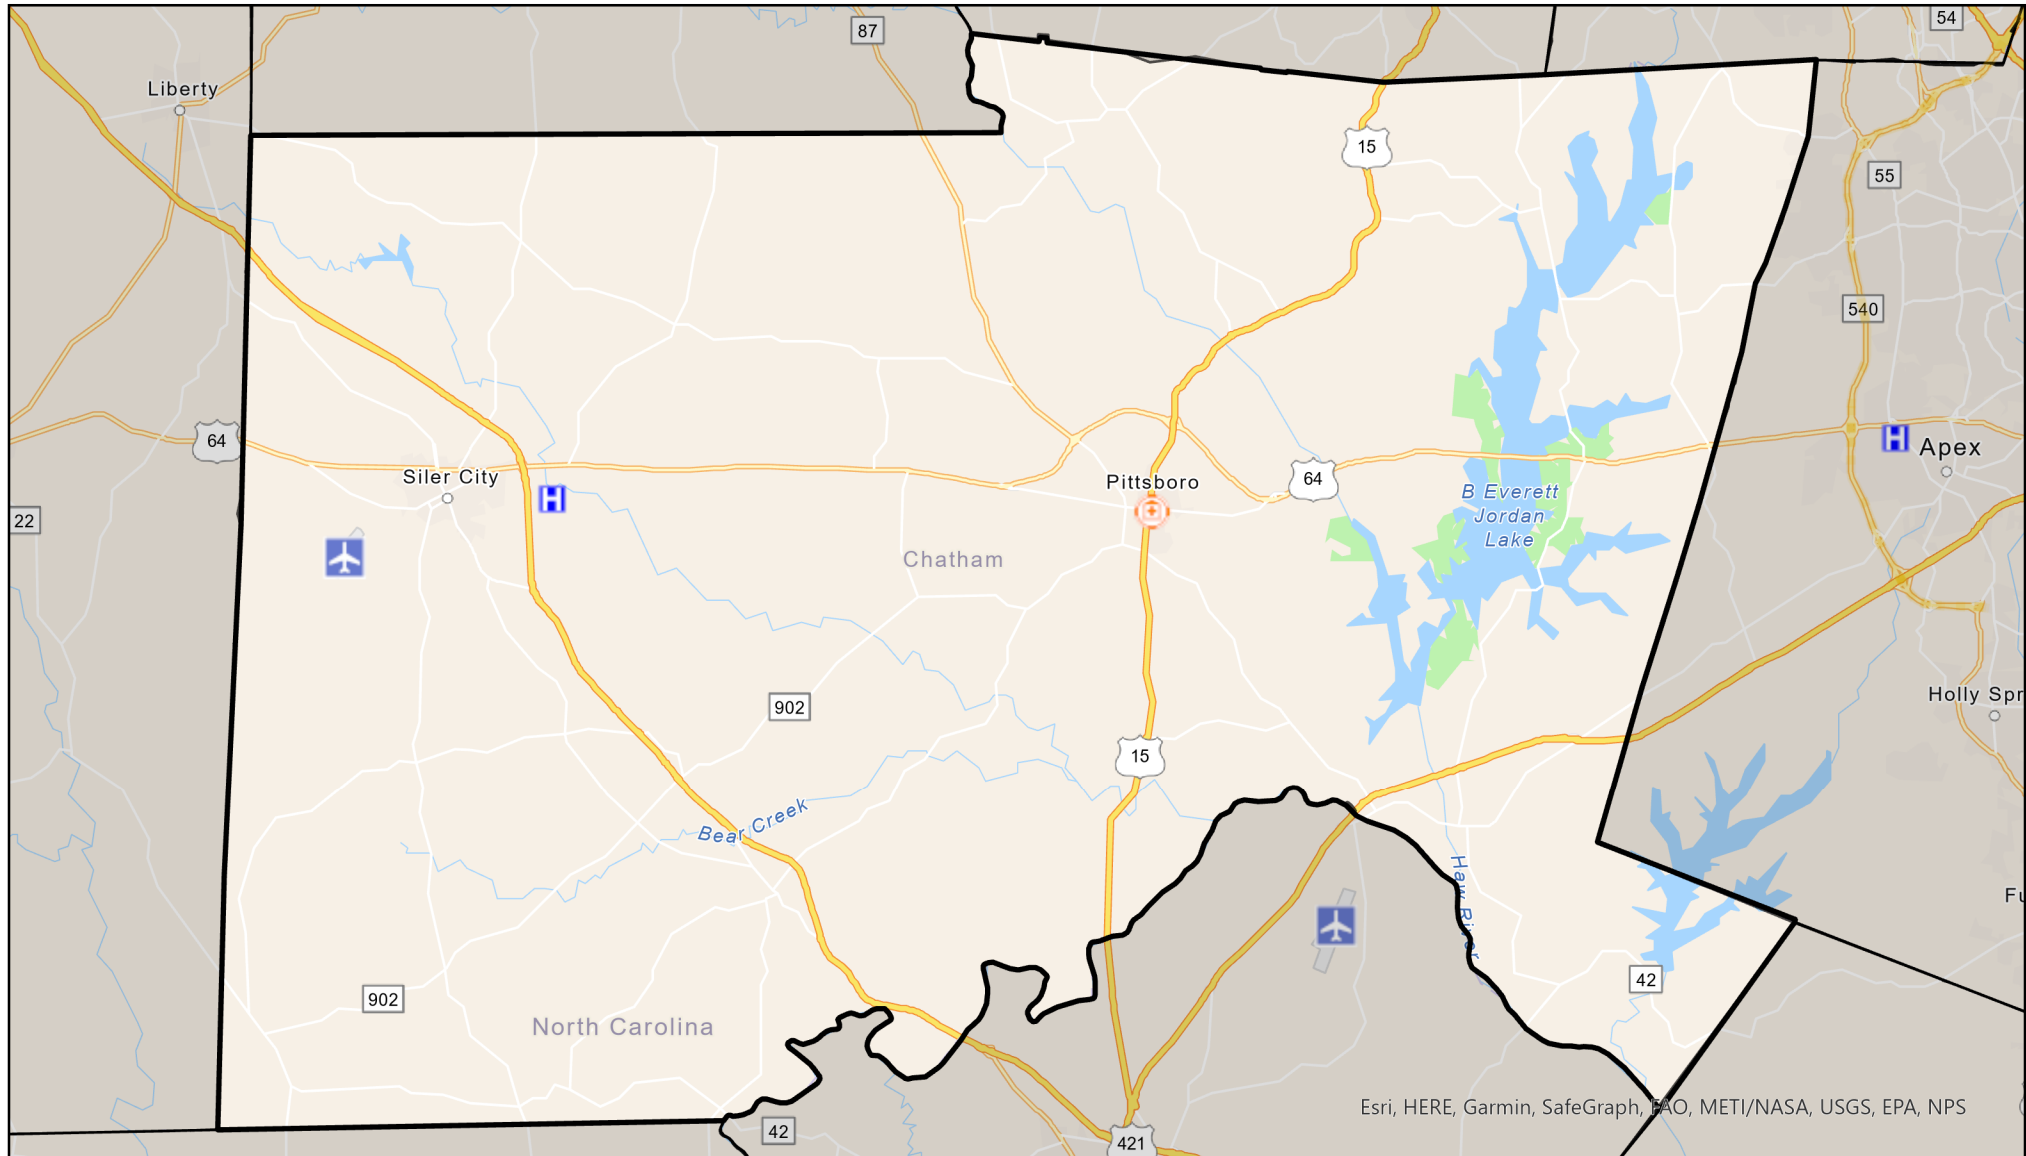 54
87
Liberty
15
55
540
64
Siler City
H
Pittsboro
64
H
Apex
B Everett
Jordan
Lake
22
Chatham
Holly Spr
902
15
Bear Creek
Haw River
Fu
902
42
North Carolina
Esri, HERE, Garmin, SafeGraph, FAO, METI/NASA, USGS, EPA, NPS
42
421